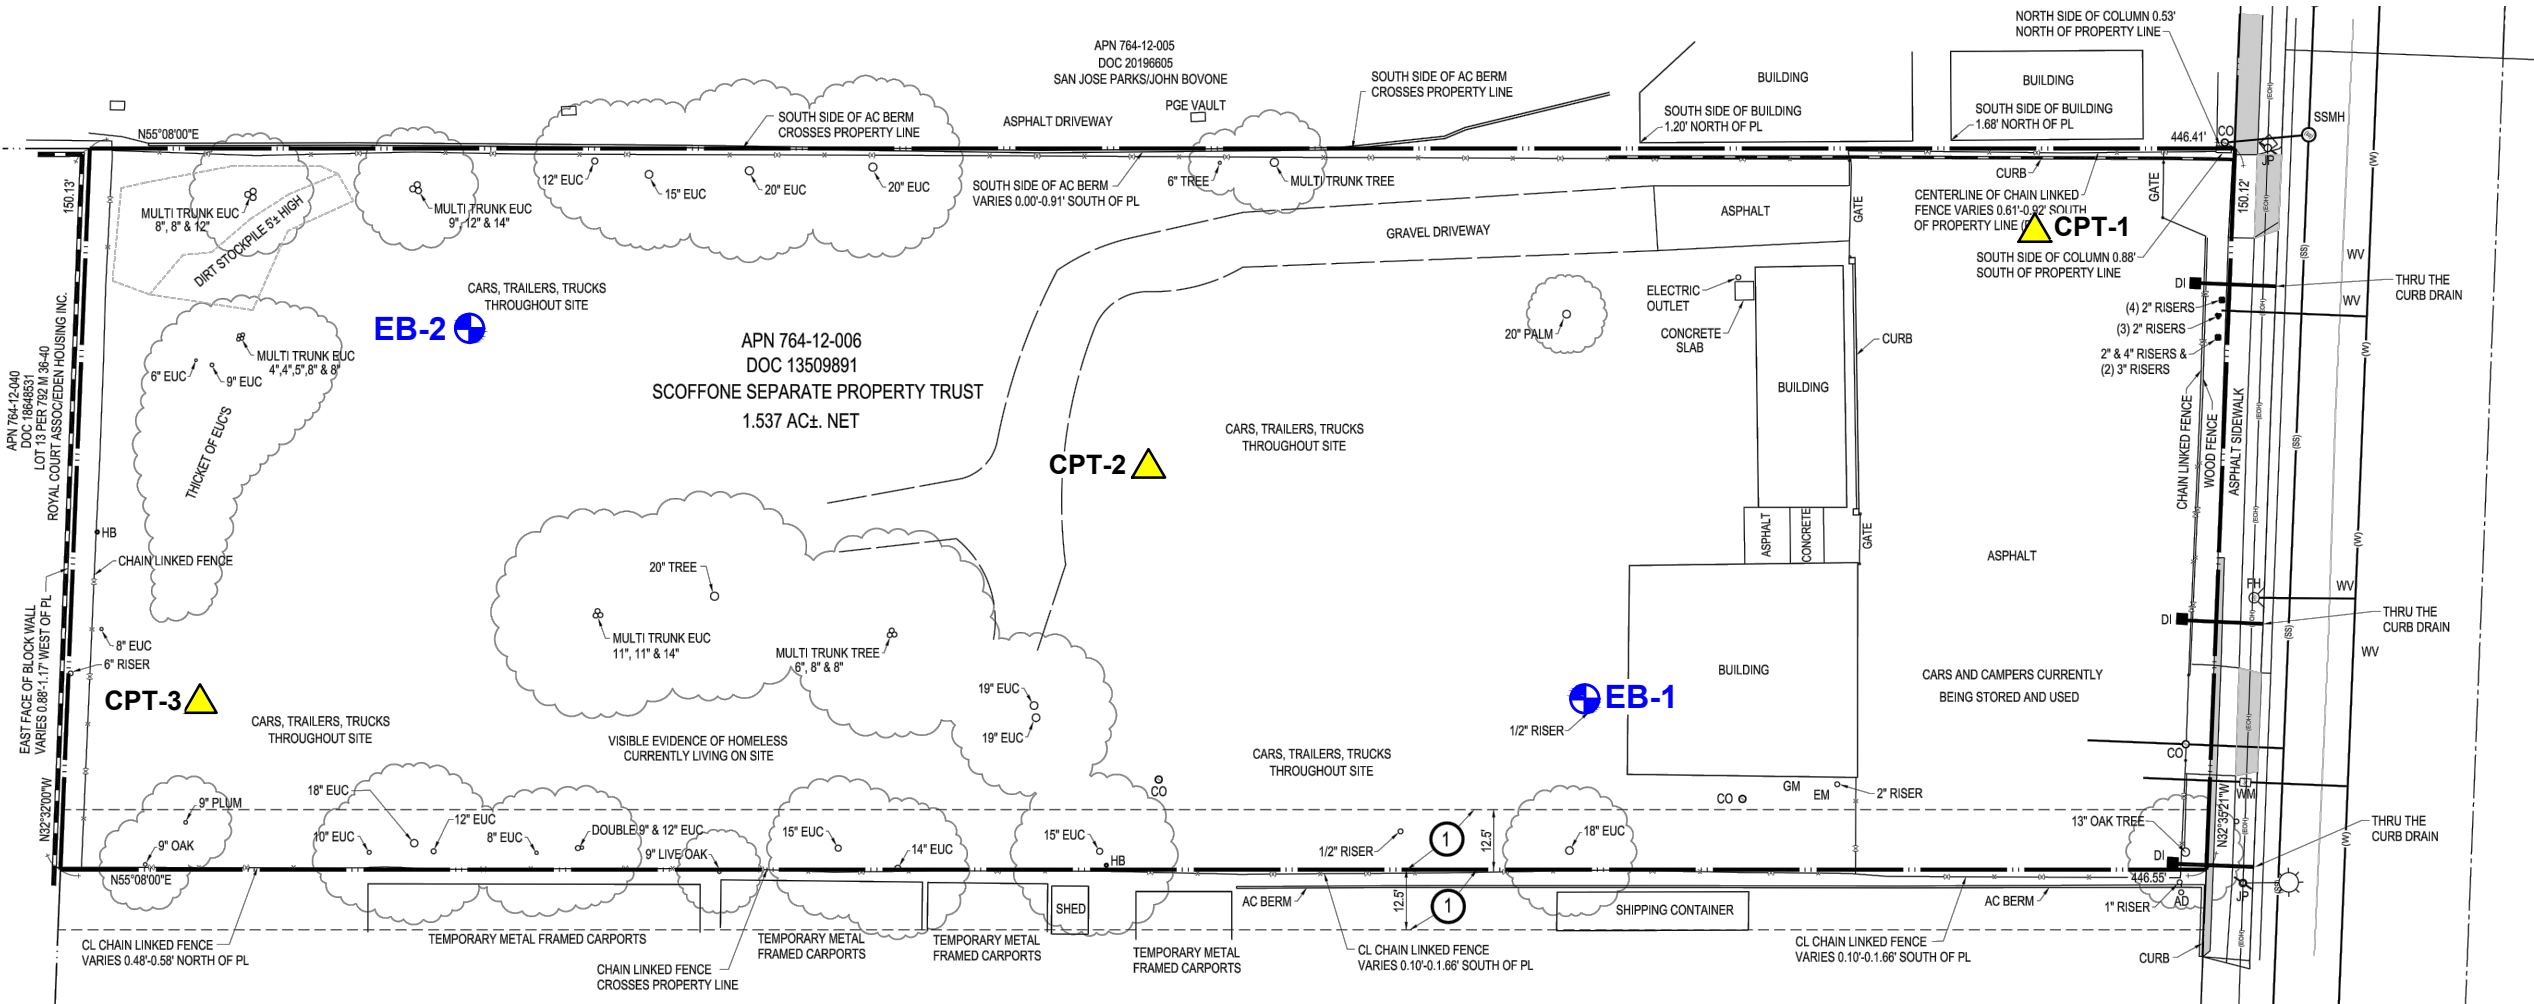 NORTH SIDE OF COLUMN 0.53'
NORTH OF PROPERTY LINE
APN 764-12-005
DOC 20196605
SAN JOSE PARKS/JOHN BOVONE
SOUTH SIDE OF AC BERM
CROSSES PROPERTY LINE
BUILDING
BUILDING
PGE VAULT
ASPHALT DRIVEWAY
SOUTH SIDE OF AC BERM
CROSSES PROPERTY LINE
SOUTH SIDE OF BUILDING
1.20' NORTH OF PL
SOUTH SIDE OF BUILDING
1.68' NORTH OF PL
SSMH
CO
446.41'
JP
N55°08'00"E
150.13'
12" EUC
15" EUC
20" EUC
20" EUC
6" TREE
MULTI TRUNK TREE
SOUTH SIDE OF AC BERM
VARIES 0.00'-0.91' SOUTH OF PL
CURB
GATE
150.12'
CENTERLINE OF CHAIN LINKED
FENCE VARIES 0.61'-0.92' SOUTH
OF PROPERTY LINE
CPT-1
MULTI TRUNK EUC
8", 8" & 12"
MULTI TRUNK EUC
9", 12" & 14"
DIRT STOCKPILE 5'± HIGH
ASPHALT
GATE
GRAVEL DRIVEWAY
SOUTH SIDE OF COLUMN 0.88'
SOUTH OF PROPERTY LINE
WV
DI
THRU THE
CURB DRAIN
CARS, TRAILERS, TRUCKS
THROUGHOUT SITE
ELECTRIC
OUTLET
(4) 2" RISERS
WV
(3) 2" RISERS
EB-2
20" PALM
CONCRETE
SLAB
CURB
2" & 4" RISERS &
(2) 3" RISERS
APN 764-12-006
DOC 13509891
SCOFFONE SEPARATE PROPERTY TRUST
1.537 AC±. NET
MULTI TRUNK EUC
4",4",5",8" & 8"
6" EUC
9" EUC
THICKET OF EUC'S
BUILDING
APN 764-12-040
DOC 18648531
LOT 13 PER 792 M 36-40
ROYAL COURT ASSOC/EDEN HOUSING INC.
CARS, TRAILERS, TRUCKS
THROUGHOUT SITE
CPT-2
CHAIN LINKED FENCE
WOOD FENCE
ASPHALT SIDEWALK
HB
CHAIN LINKED FENCE
ASPHALT
CONCRETE
GATE
ASPHALT
20" TREE
FH
WV
THRU THE
CURB DRAIN
DI
8" EUC
6" RISER
MULTI TRUNK EUC
11", 11" & 14"
MULTI TRUNK TREE
6", 8" & 8"
WV
EAST FACE OF BLOCK WALL
VARIES 0.88'-1.17' WEST OF PL
BUILDING
CARS AND CAMPERS CURRENTLY
BEING STORED AND USED
CPT-3
19" EUC
EB-1
1/2" RISER
CARS, TRAILERS, TRUCKS
THROUGHOUT SITE
VISIBLE EVIDENCE OF HOMELESS
CURRENTLY LIVING ON SITE
19" EUC
CARS, TRAILERS, TRUCKS
THROUGHOUT SITE
CO
N32°32'00"W
18" EUC
9" PLUM
CO
CO
GM
EM
2" RISER
WM
N32°35'21"W
10" EUC
12" EUC
8" EUC
DOUBLE 9" & 12" EUC
15" EUC
15" EUC
1
12.5'
18" EUC
13" OAK TREE
THRU THE
CURB DRAIN
9" OAK
9" LIVE OAK
14" EUC
HB
1/2" RISER
DI
N55°08'00"E
446.55'
AC BERM
12.5'
1
SHED
SHIPPING CONTAINER
AC BERM
1" RISER
AD
JP
CL CHAIN LINKED FENCE
VARIES 0.48'-0.58' NORTH OF PL
TEMPORARY METAL FRAMED CARPORTS
TEMPORARY METAL
FRAMED CARPORTS
TEMPORARY METAL
FRAMED CARPORTS
TEMPORARY METAL
FRAMED CARPORTS
CL CHAIN LINKED FENCE
VARIES 0.10'-0.1.66' SOUTH OF PL
CL CHAIN LINKED FENCE
VARIES 0.10'-0.1.66' SOUTH OF PL
CURB
CHAIN LINKED FENCE
CROSSES PROPERTY LINE
(W)
(W)
(W)
(W)
(SS)
(SS)
(SS)
(SS)
(EOH)
(EOH)
(EOH)
(EOH)